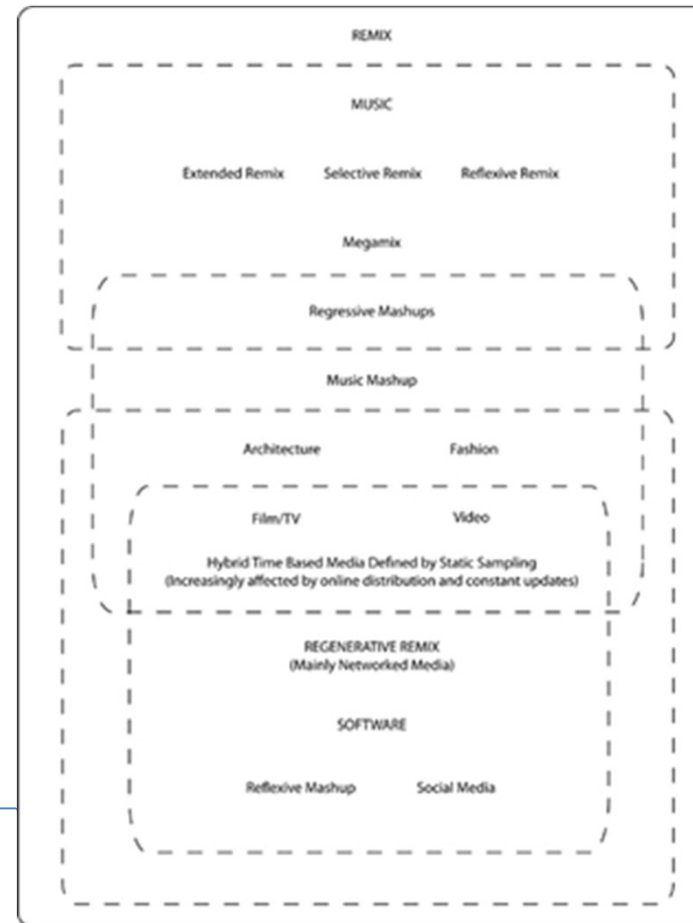 REMIX
MUSIC
Extended Remix Selective Remix Reflexive Remix
Megamix
Regressive Mashups
Music Mashup
Architecture Fashion
Film/TV Video
Hybrid Time Based Media Defined by Static Sampling
(Increasingly affected by online distribution and constant updates)
REGENERATIVE REMIX
(Mainly Networked Media)
SOFTWARE
Reflexive Mashup Social Media